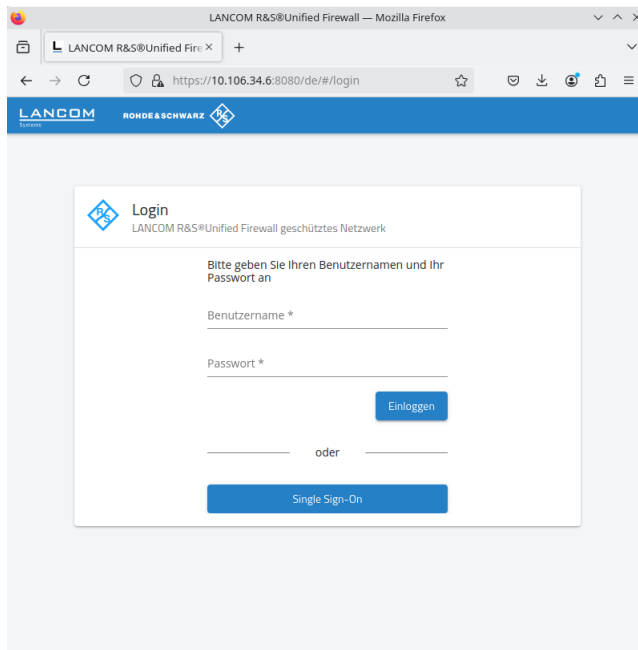 LANCOM R&S®Unified Firewall — Mozilla Firefox
LANCOM R&S®Unified Fire
https://10.106.34.6:8080/de/#/login
LANCOM
Systems
ROHDE&SCHWARZ
R&S
R&S
Login
LANCOM R&S®Unified Firewall geschütztes Netzwerk
Bitte geben Sie Ihren Benutzernamen und Ihr
Passwort an
Benutzername *
Passwort *
Einloggen
oder
Single Sign-On